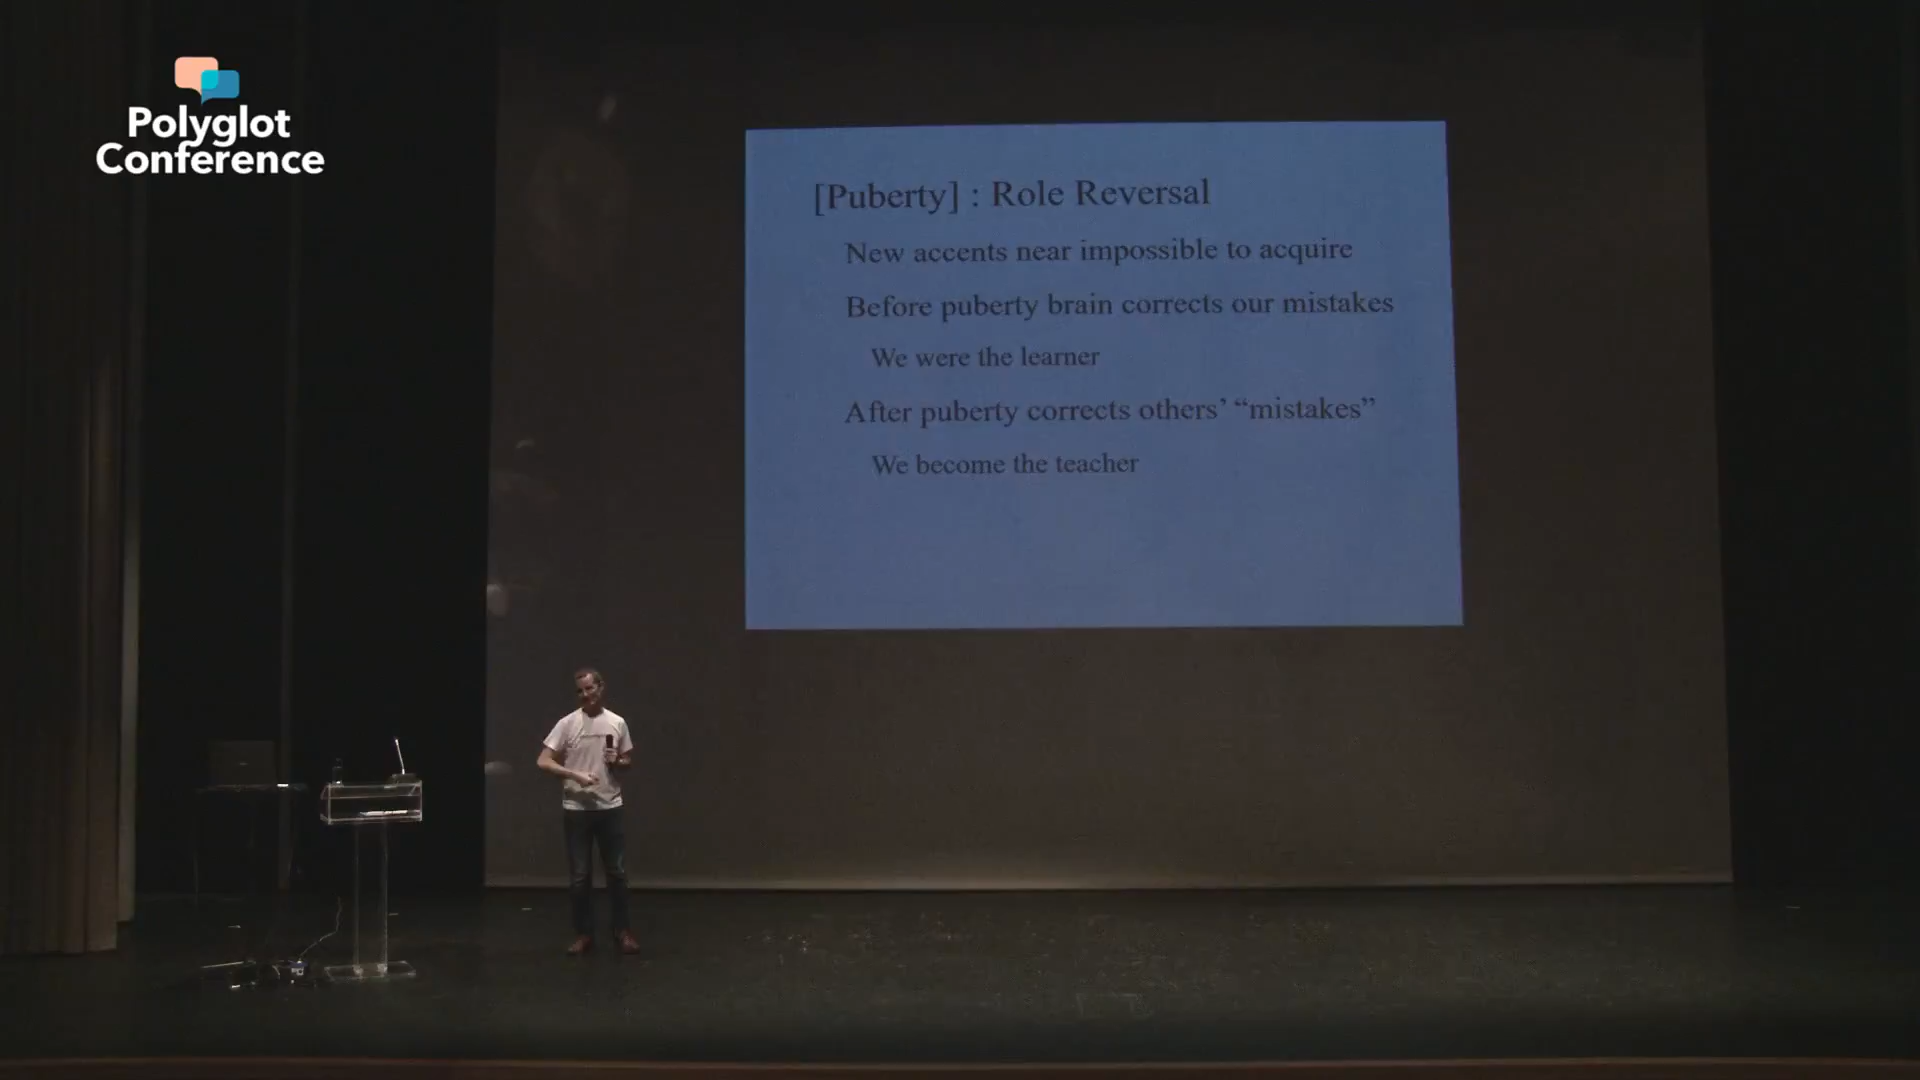 Polyglot
Conference
[Puberty] : Role Reversal
New accents near impossible to acquire
Before puberty brain corrects our mistakes
We were the learner
After puberty corrects others’ “mistakes”
We become the teacher